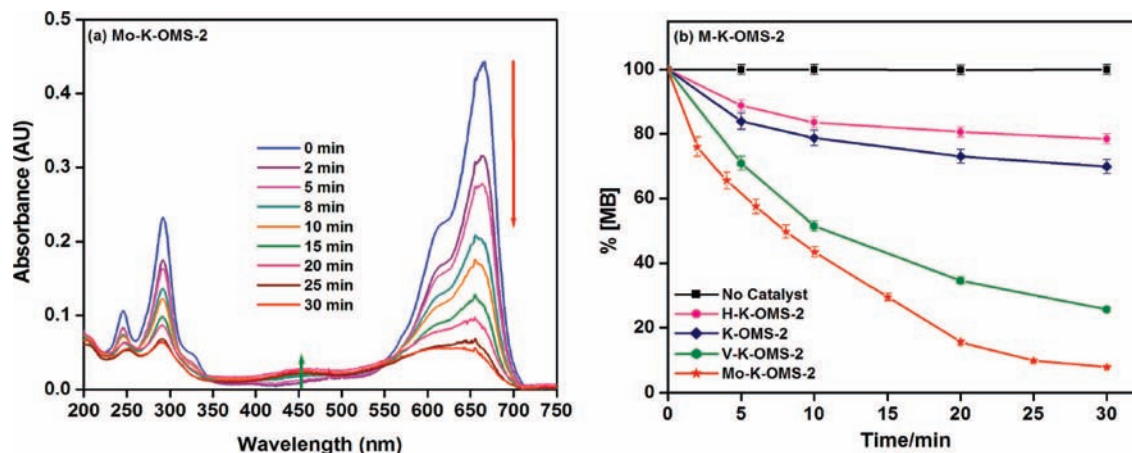 (a) Mo-K-OMS-2
0.5
0.4
0.3
0.2
0.1
0.0
Absorbance (AU)
0 min
2 min
5 min
8 min
10 min
15 min
20 min
25 min
30 min
200 250 300 350 400 450 500 550 600 650 700 750
Wavelength (nm)
(b) M-K-OMS-2
100
80
60
40
20
0
% [MB]
No Catalyst
H-K-OMS-2
K-OMS-2
V-K-OMS-2
Mo-K-OMS-2
0 5 10 15 20 25 30
Time/min